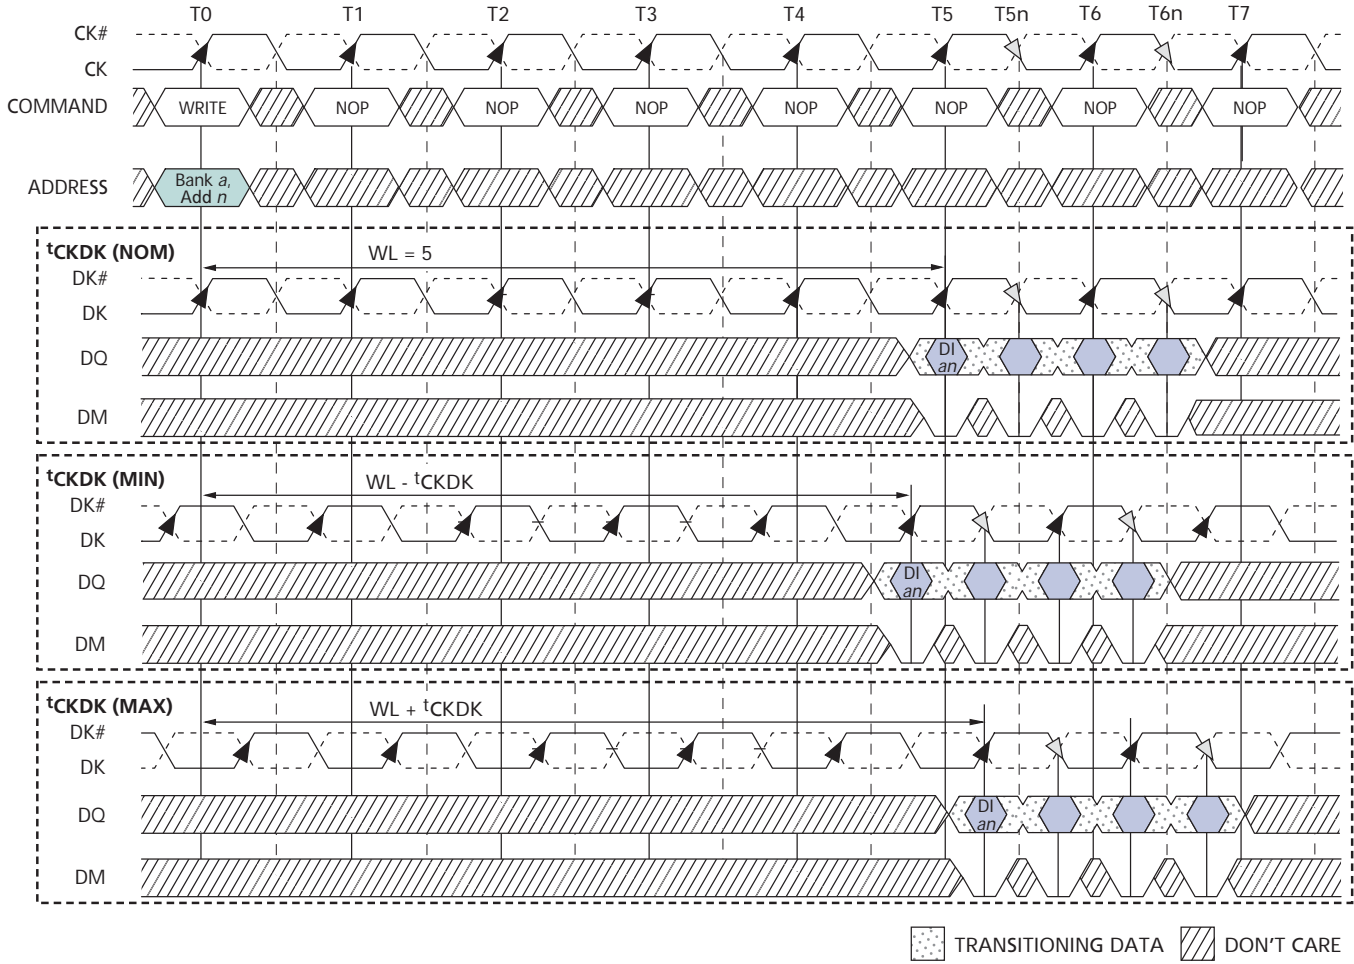 T0 T1 T2 T3 T4 T5 T5n T6 T6n T7
CK#
CK
COMMAND WRITE NOP NOP NOP NOP NOP NOP NOP
ADDRESS Bank a,
Add n
tCKDK (NOM)
WL = 5
DK#
DK
DQ DI
an
DM
tCKDK (MIN)
WL - tCKDK
DK#
DK
DQ DI
an
DM
tCKDK (MAX)
WL + tCKDK
DK#
DK
DQ DI
an
DM
TRANSITIONING DATA DON'T CARE